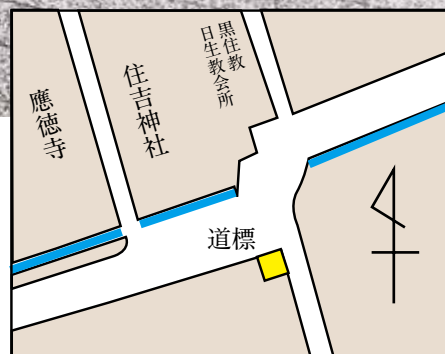 黒住教
日生教会所
住吉神社
應徳寺
道標